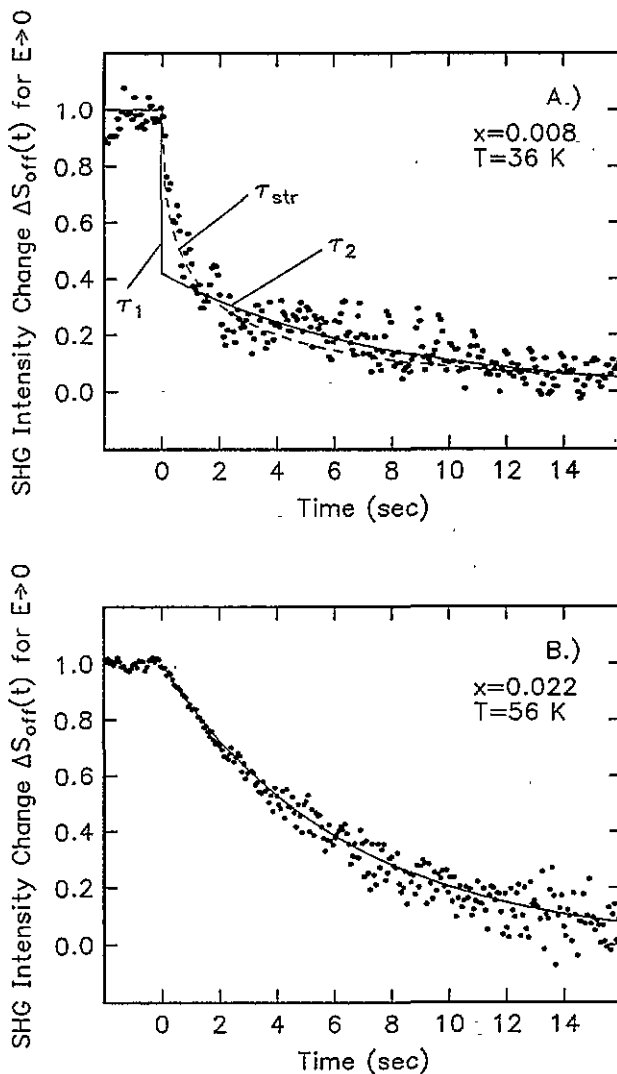 SHG Intensity Change ΔS_off(t) for E→0
A.)
x=0.008
T=36 K
1.0
0.8
0.6
0.4
0.2
0.0
τ_str
τ_2
τ_1
0 2 4 6 8 10 12 14
Time (sec)
SHG Intensity Change ΔS_off(t) for E→0
B.)
x=0.022
T=56 K
1.0
0.8
0.6
0.4
0.2
0.0
0 2 4 6 8 10 12 14
Time (sec)